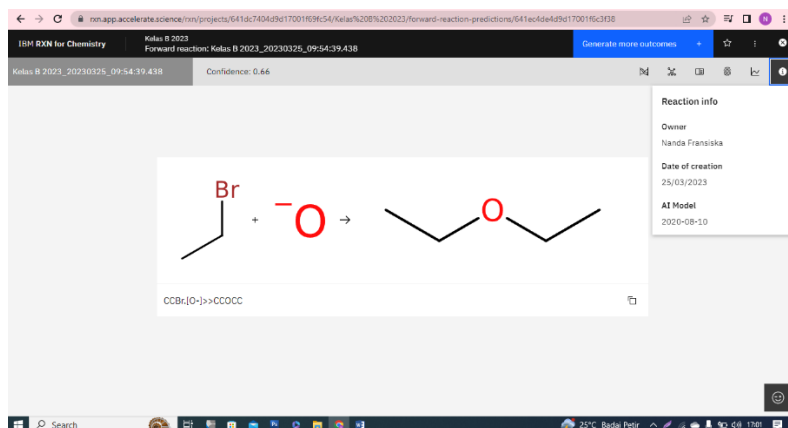 rxn.app.accelerate.science/rxn/projects/641dc7404d9d17001f69fc54/Kelas%208%202023/forward-reaction-predictions/641ec4de4d9d17001f6c3f38
IBM RXN for Chemistry
Kelas B 2023
Forward reaction: Kelas B 2023_20230325_09:54:39.438
Generate more outcomes +
Kelas B 2023_20230325_09:54:39.438
Confidence: 0.66
Reaction info
Owner
Nanda Fransiska
Date of creation
25/03/2023
AI Model
2020-08-10
Br
+ −O →
O
CCBr.[O-]>>CCOCC
Search
25°C Badai Petir
17:01